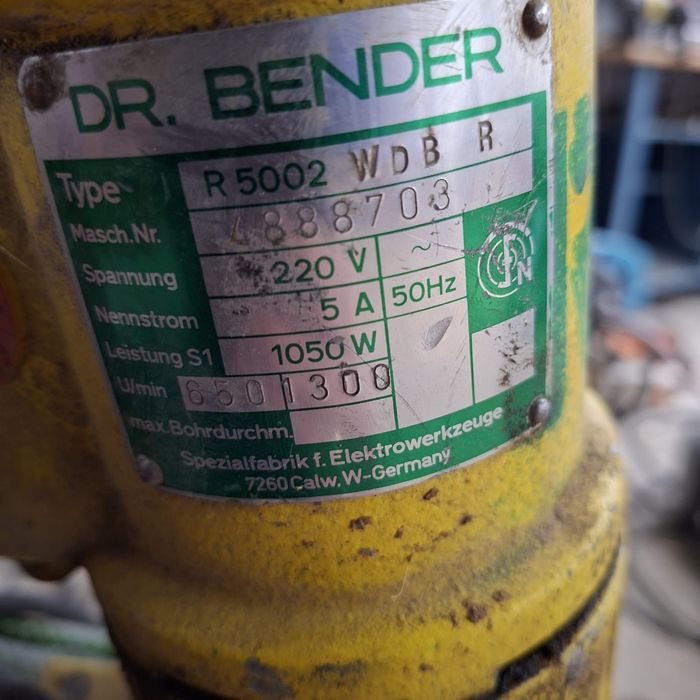 DR. BENDER
Type R 5002 WDB R
Masch.Nr. 4888703
Spannung 220 V ~
Nennstrom 5 A 50Hz
Leistung S1 1050 W
U/min 650 1300
max.Bohrdurchm.
Spezialfabrik f. Elektrowerkzeuge
7260 Calw, W-Germany